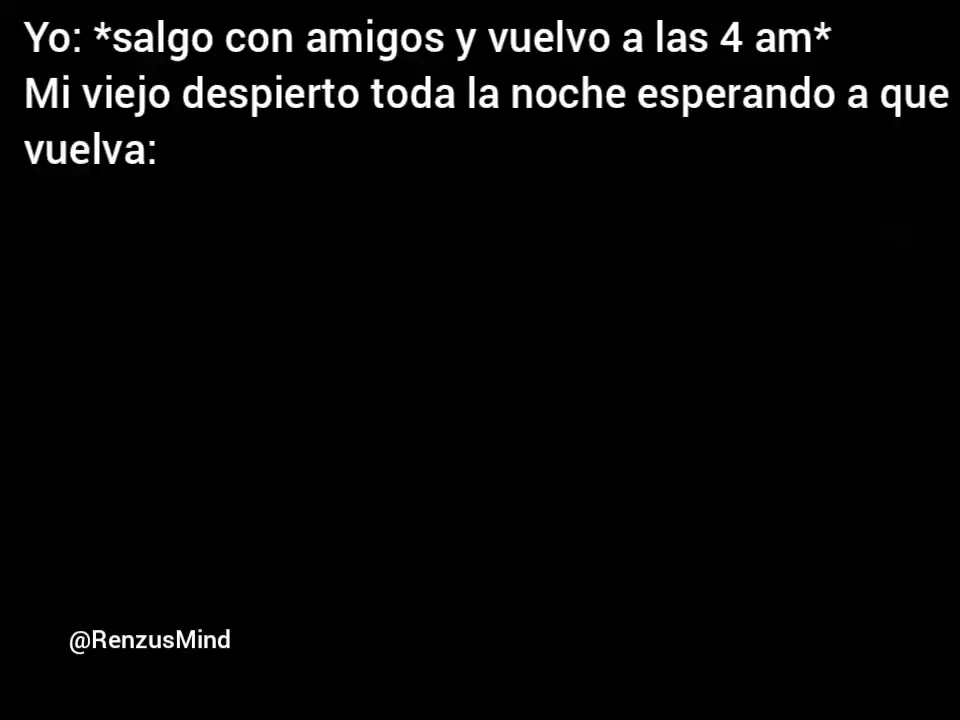 Yo: *salgo con amigos y vuelvo a las 4 am*
Mi viejo despierto toda la noche esperando a que
vuelva:
@RenzusMind